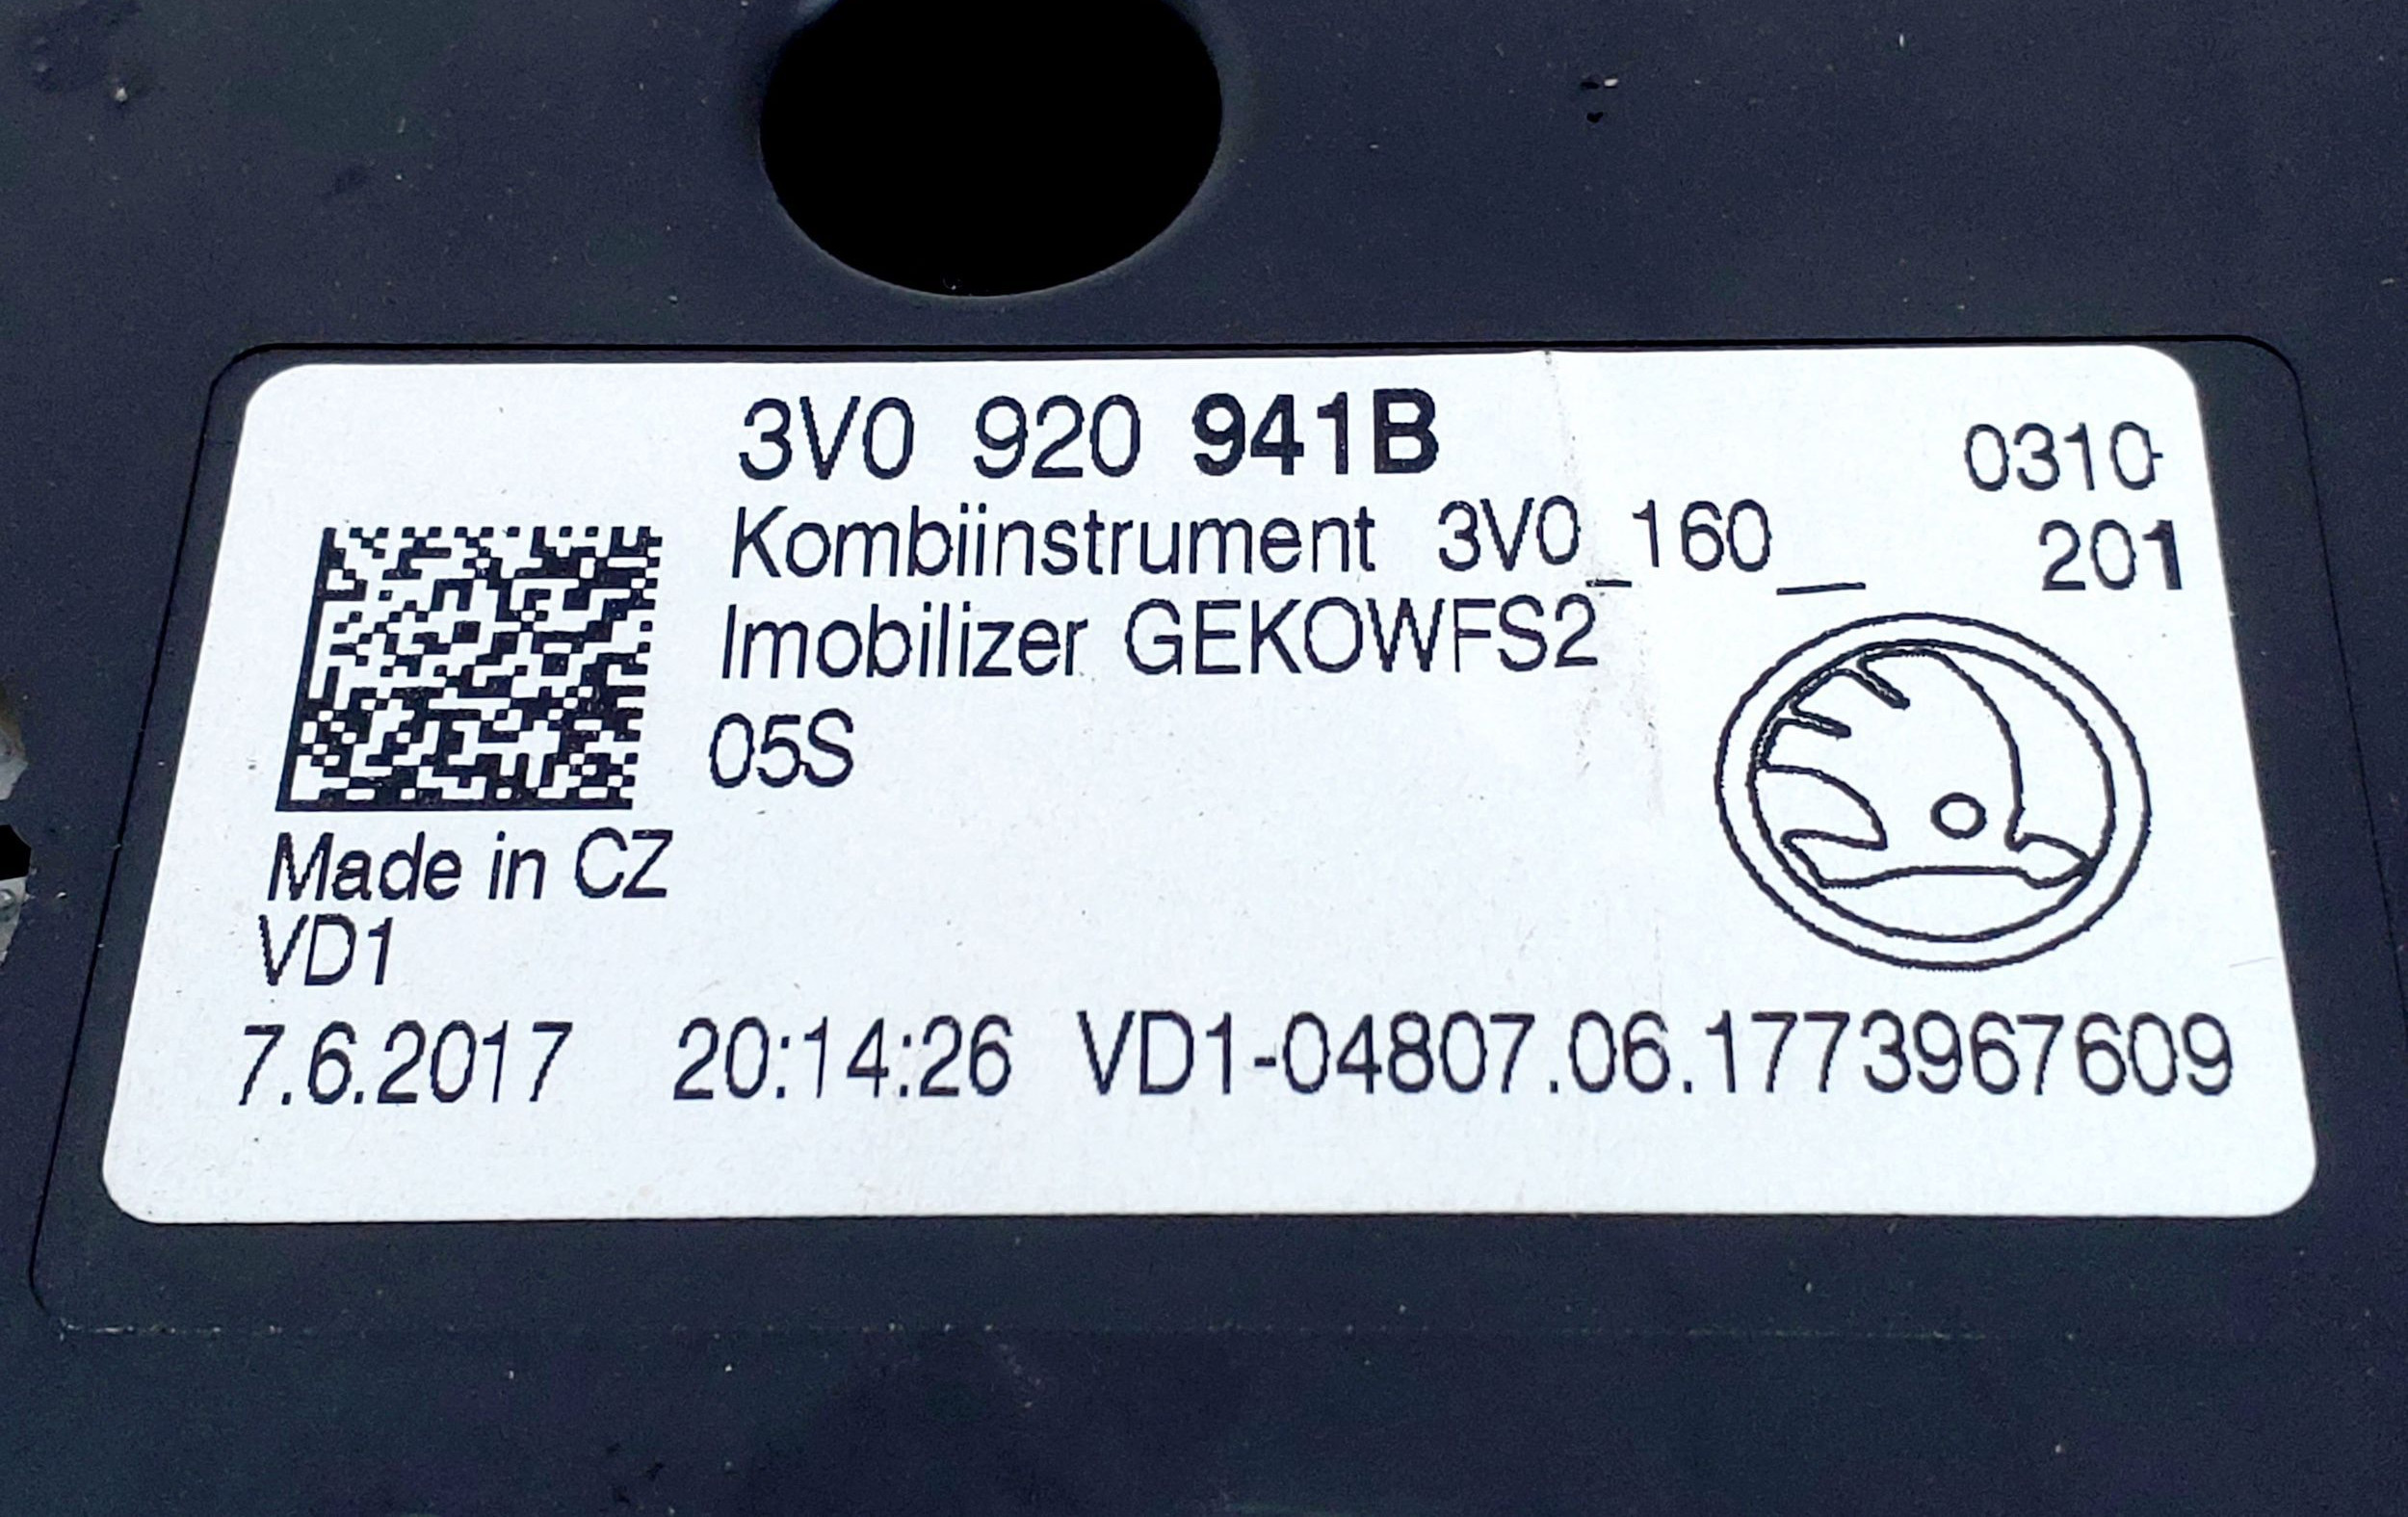 3V0 920 941B
0310
Kombiinstrument 3V0_160__
201
Imobilizer GEKOWFS2
05S
Made in CZ
VD1
7.6.2017 20:14:26 VD1-04807.06.1773967609